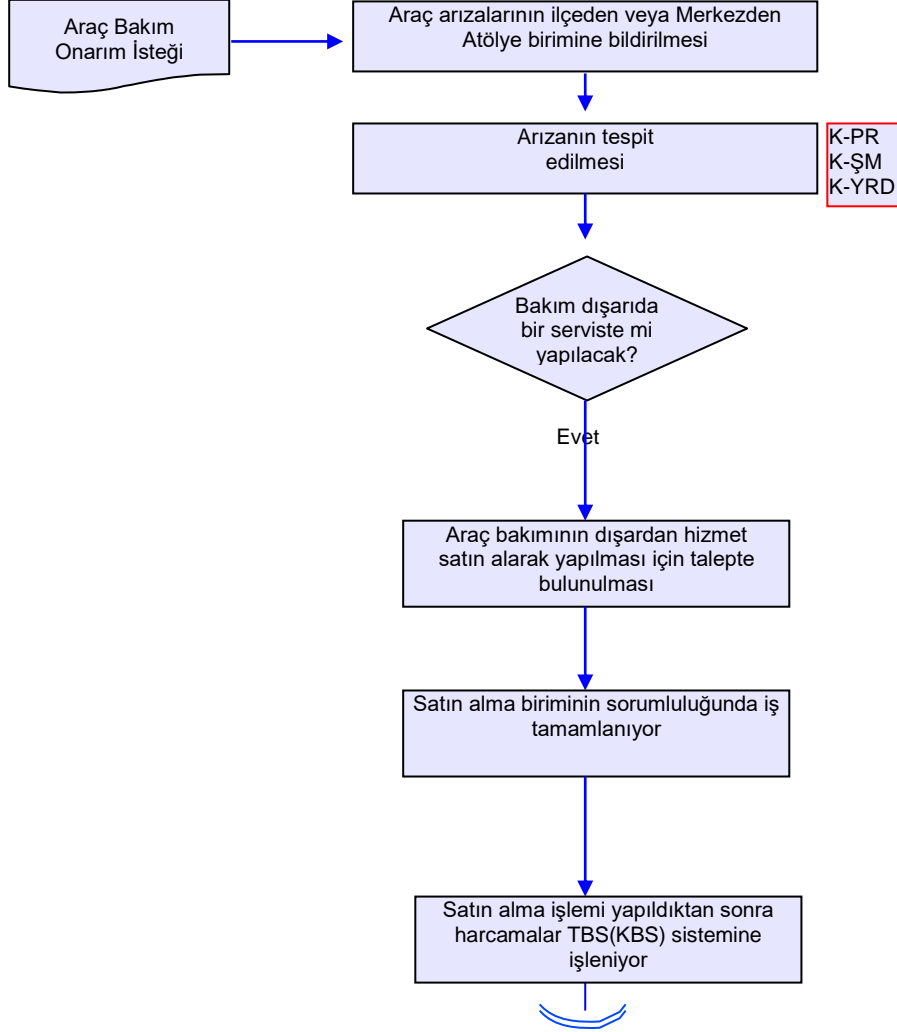 Araç Bakım
Onarım İsteği
Araç arızalarının ilçeden veya Merkezden
Atölye birimine bildirilmesi
Arızanın tespit
edilmesi
K-PR
K-ŞM
K-YRD
Bakım dışarıda
bir serviste mi
yapılacak?
Evet
Araç bakımının dışardan hizmet
satın alarak yapılması için talepte
bulunulması
Satın alma biriminin sorumluluğunda iş
tamamlanıyor
Satın alma işlemi yapıldıktan sonra
harcamalar TBS(KBS) sistemine
işleniyor